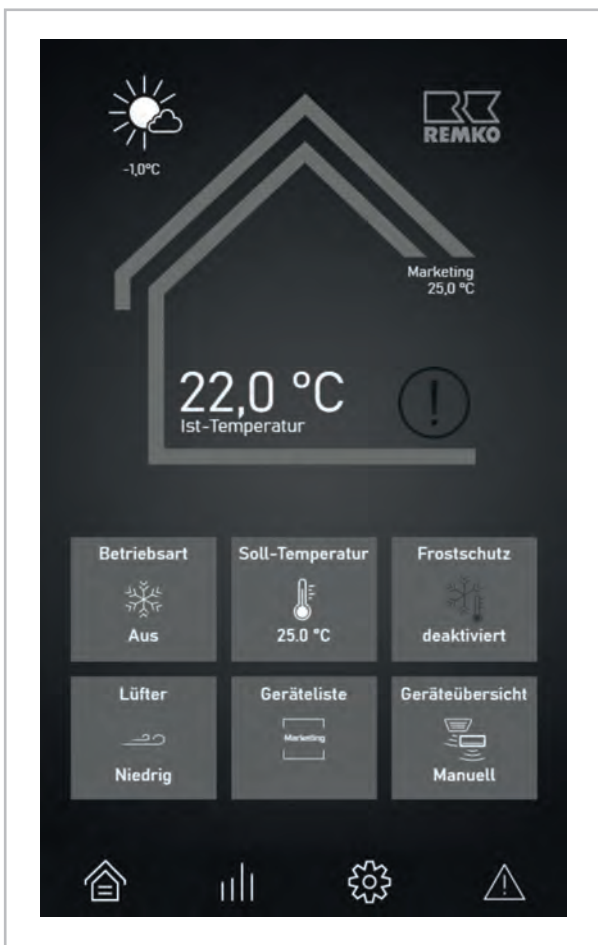 REMKO
-1,0°C
Marketing
25,0 °C
22,0 °C
Ist-Temperatur
Betriebsart
Aus
Soll-Temperatur
25.0 °C
Frostschutz
deaktiviert
Lüfter
Niedrig
Geräteliste
Marketing
Geräteübersicht
Manuell